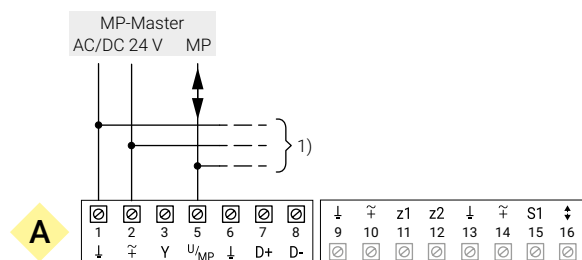 MP-Master
AC/DC 24 V MP
1)
A
1 2 3 5 6 7 8
⏚ ~̄+ Y U/MP ⏚ D+ D-
⏚ ~̄+ z1 z2 ⏚ ~̄+ S1 ⬍
9 10 11 12 13 14 15 16